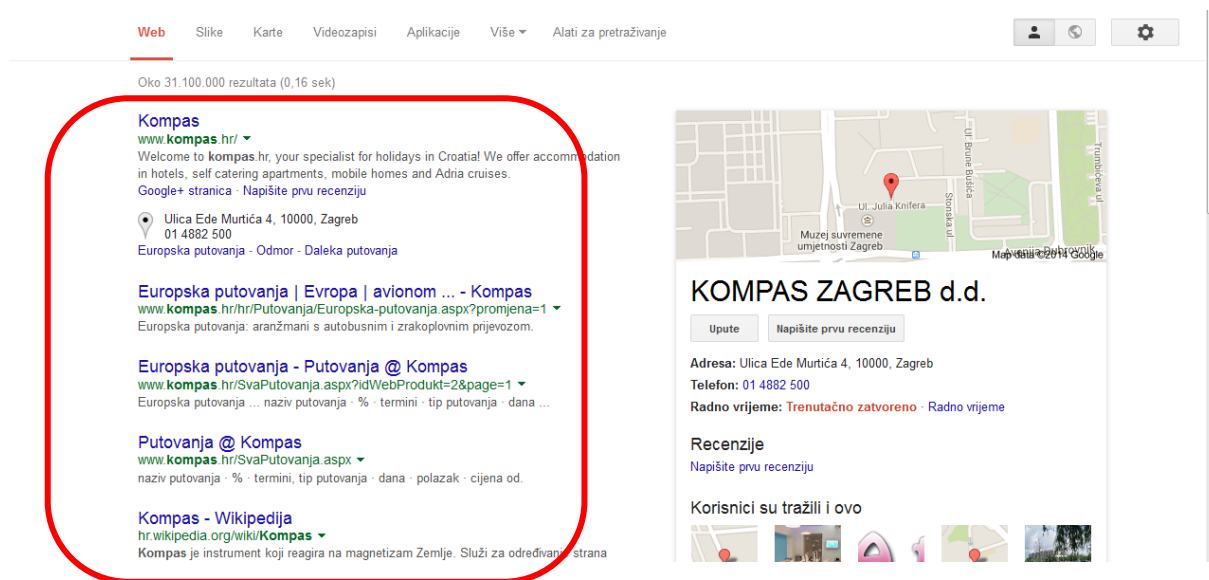 Web Slike Karte Videozapisi Aplikacije Više Alati za pretraživanje
Oko 31.100.000 rezultata (0,16 sek)
Kompas
www.kompas.hr/
Welcome to kompas.hr, your specialist for holidays in Croatia! We offer accommodation
in hotels, self catering apartments, mobile homes and Adria cruises.
Google+ stranica · Napišite prvu recenziju
Ulica Ede Murtića 4, 10000, Zagreb
01 4882 500
Europska putovanja - Odmor - Daleka putovanja
Europska putovanja | Evropa | avionom ... - Kompas
www.kompas.hr/hr/Putovanja/Europska-putovanja.aspx?promjena=1
Europska putovanja: aranžmani s autobusnim i zrakoplovnim prijevozom.
Europska putovanja - Putovanja @ Kompas
www.kompas.hr/SvaPutovanja.aspx?idWebProdukt=2&page=1
Europska putovanja ... naziv putovanja · % · termini · tip putovanja · dana ...
Putovanja @ Kompas
www.kompas.hr/SvaPutovanja.aspx
naziv putovanja · % · termini, tip putovanja · dana · polazak · cijena od.
Kompas - Wikipedija
hr.wikipedia.org/wiki/Kompas
Kompas je instrument koji reagira na magnetizam Zemlje. Služi za određivanje strana
Ul. Brune Bušića
Trumbićeva ul
Ul. Julia Knifera
Stonska ul
Muzej suvremene
umjetnosti Zagreb
Avenija Dubrovnik
Map data ©2014 Google
KOMPAS ZAGREB d.d.
Upute Napišite prvu recenziju
Adresa: Ulica Ede Murtića 4, 10000, Zagreb
Telefon: 01 4882 500
Radno vrijeme: Trenutačno zatvoreno · Radno vrijeme
Recenzije
Napišite prvu recenziju
Korisnici su tražili i ovo